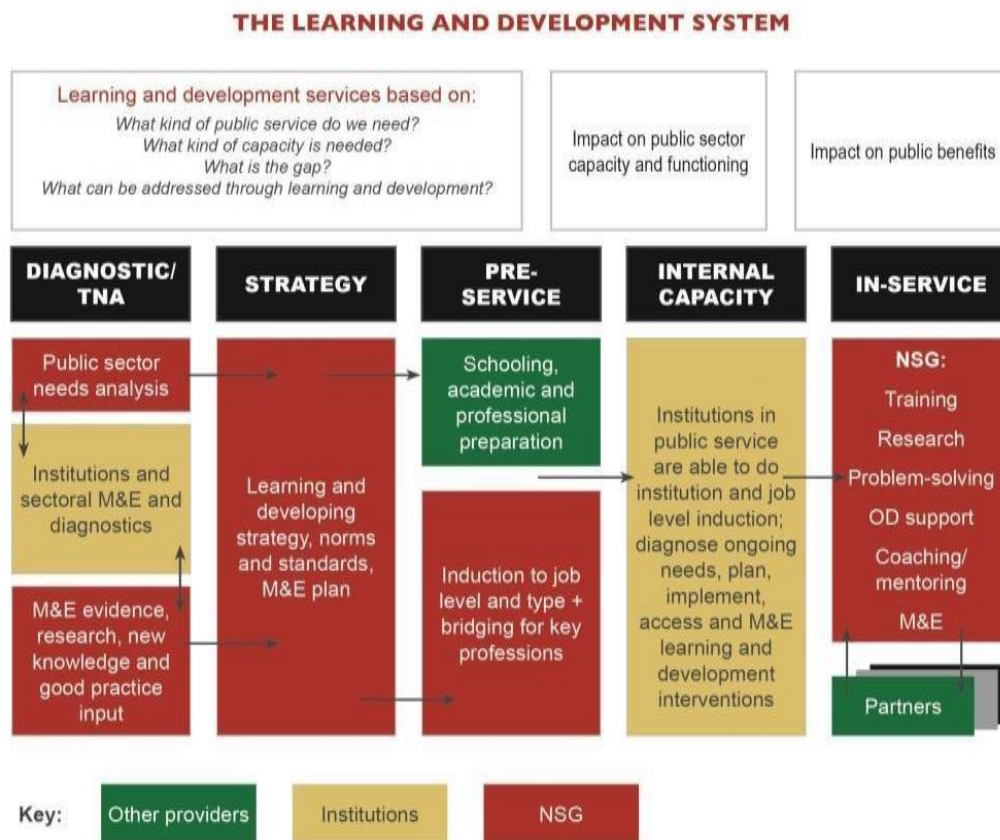 THE LEARNING AND DEVELOPMENT SYSTEM
Learning and development services based on:
What kind of public service do we need?
What kind of capacity is needed?
What is the gap?
What can be addressed through learning and development?
Impact on public sector
capacity and functioning
Impact on public benefits
DIAGNOSTIC/
TNA
STRATEGY
PRE-
SERVICE
INTERNAL
CAPACITY
IN-SERVICE
Public sector
needs analysis
Institutions and
sectoral M&E and
diagnostics
M&E evidence,
research, new
knowledge and
good practice
input
Learning and
developing
strategy, norms
and standards,
M&E plan
Schooling,
academic and
professional
preparation
Induction to job
level and type +
bridging for key
professions
Institutions in
public service
are able to do
institution and job
level induction;
diagnose ongoing
needs, plan,
implement,
access and M&E
learning and
development
interventions
NSG:
Training
Research
Problem-solving
OD support
Coaching/
mentoring
M&E
Partners
Key:
Other providers
Institutions
NSG